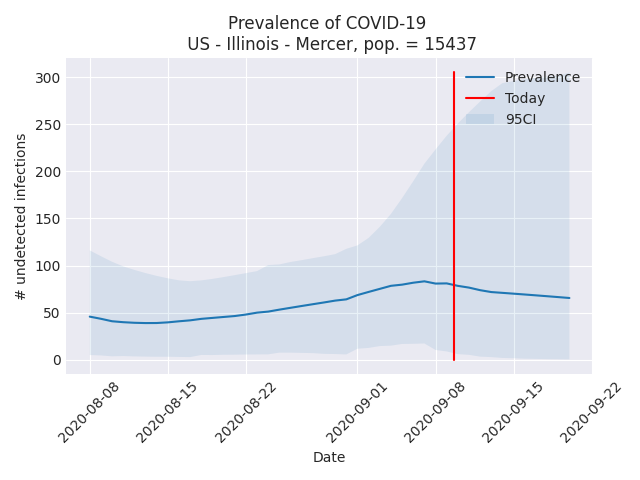 Prevalence of COVID-19
US - Illinois - Mercer, pop. = 15437
Prevalence
Today
95CI
# undetected infections
300
250
200
150
100
50
0
2020-08-08
2020-08-15
2020-08-22
2020-09-01
2020-09-08
2020-09-15
2020-09-22
Date